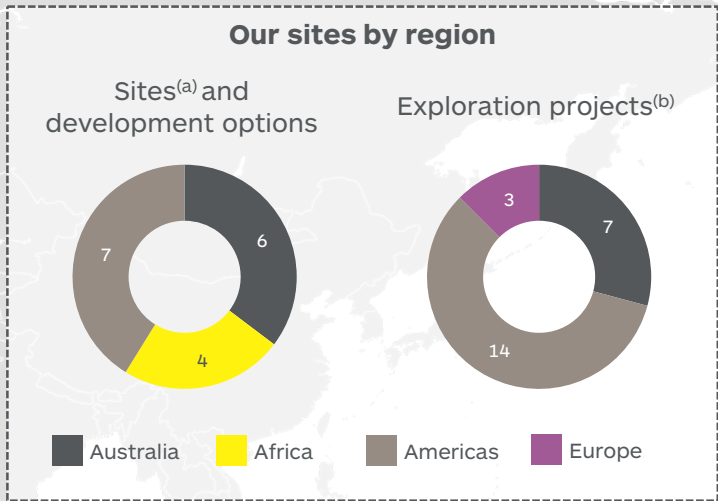 Our sites by region
Sites(a) and
development options
Exploration projects(b)
6
7
4
3
7
14
Australia
Africa
Americas
Europe